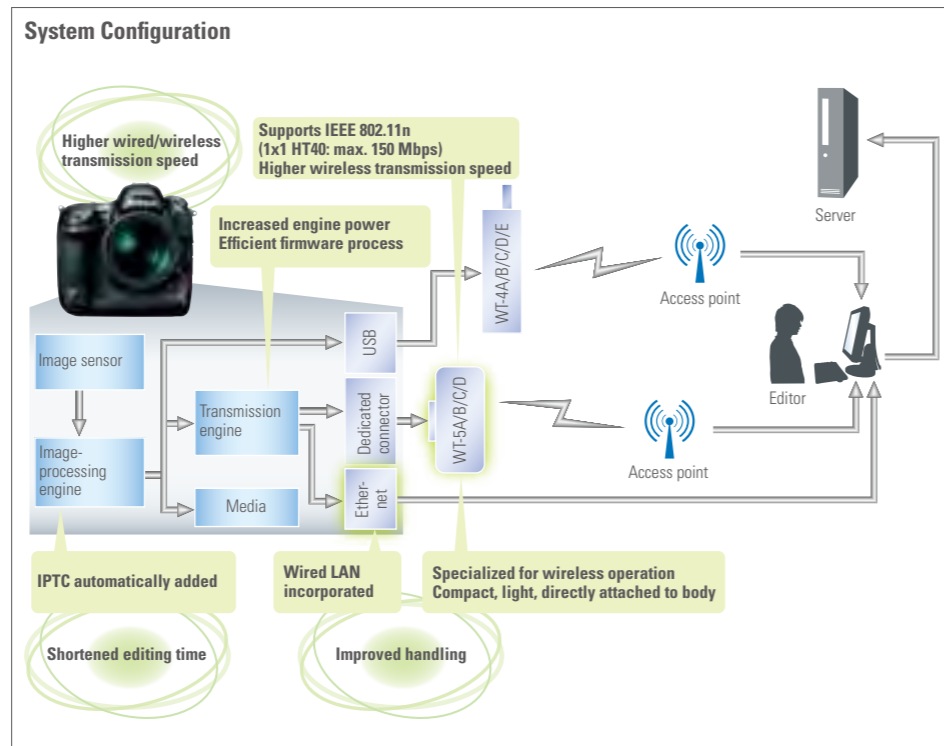 System Configuration
Higher wired/wireless
transmission speed
Supports IEEE 802.11n
(1x1 HT40: max. 150 Mbps)
Higher wireless transmission speed
Server
Increased engine power
Efficient firmware process
WT-4A/B/C/D/E
Access point
Image sensor
USB
Editor
Transmission
engine
Dedicated
connector
WT-5A/B/C/D
Access point
Image-
processing
engine
Media
Ether-
net
IPTC automatically added
Wired LAN
incorporated
Specialized for wireless operation
Compact, light, directly attached to body
Shortened editing time
Improved handling